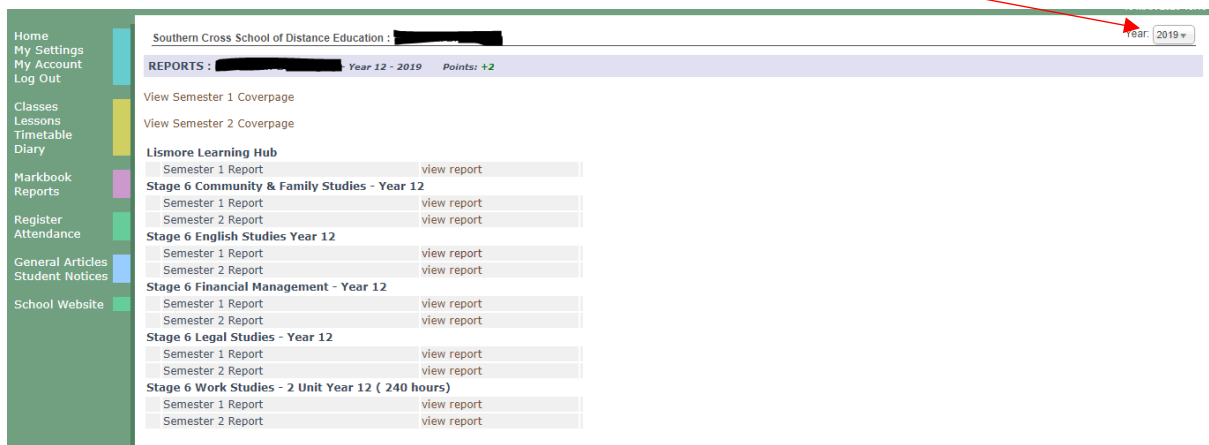 Home
My Settings
My Account
Log Out
Classes
Lessons
Timetable
Diary
Markbook
Reports
Register
Attendance
General Articles
Student Notices
School Website
Southern Cross School of Distance Education :
Year: 2019
REPORTS : - Year 12 - 2019 Points: +2
View Semester 1 Coverpage
View Semester 2 Coverpage
Lismore Learning Hub
Semester 1 Report view report
Stage 6 Community & Family Studies - Year 12
Semester 1 Report view report
Semester 2 Report view report
Stage 6 English Studies Year 12
Semester 1 Report view report
Semester 2 Report view report
Stage 6 Financial Management - Year 12
Semester 1 Report view report
Semester 2 Report view report
Stage 6 Legal Studies - Year 12
Semester 1 Report view report
Semester 2 Report view report
Stage 6 Work Studies - 2 Unit Year 12 ( 240 hours)
Semester 1 Report view report
Semester 2 Report view report